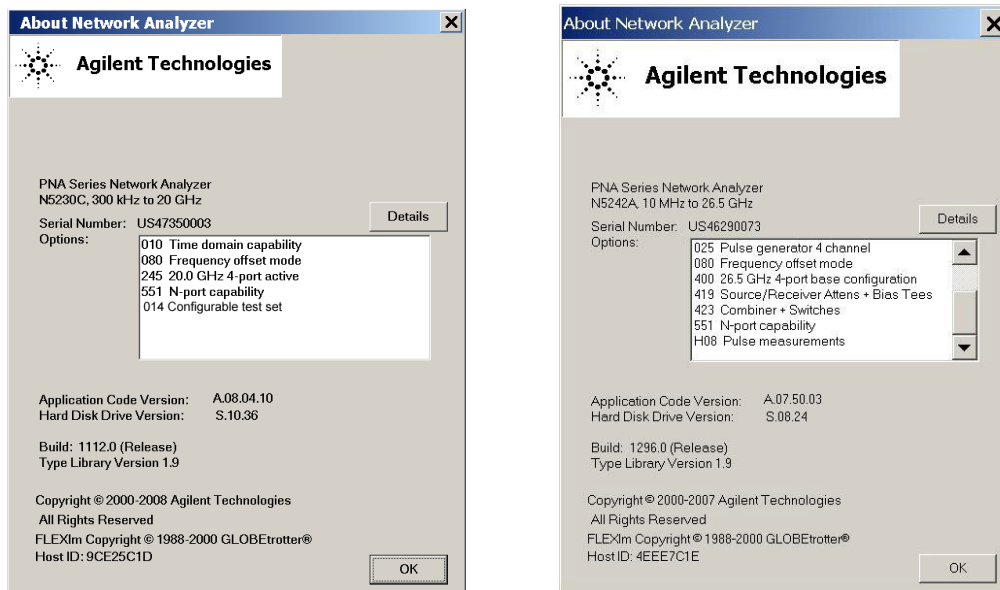 About Network Analyzer
Agilent Technologies
PNA Series Network Analyzer
N5230C, 300 kHz to 20 GHz
Serial Number: US47350003
Details
Options:
010 Time domain capability
080 Frequency offset mode
245 20.0 GHz 4-port active
551 N-port capability
014 Configurable test set
Application Code Version: A.08.04.10
Hard Disk Drive Version: S.10.36
Build: 1112.0 (Release)
Type Library Version 1.9
Copyright © 2000-2008 Agilent Technologies
All Rights Reserved
FLEXlm Copyright © 1988-2000 GLOBEtrotter®
Host ID: 9CE25C1D
OK
About Network Analyzer
Agilent Technologies
PNA Series Network Analyzer
N5242A, 10 MHz to 26.5 GHz
Serial Number: US46290073
Details
Options:
025 Pulse generator 4 channel
080 Frequency offset mode
400 26.5 GHz 4-port base configuration
419 Source/Receiver Attens + Bias Tees
423 Combiner + Switches
551 N-port capability
H08 Pulse measurements
Application Code Version: A.07.50.03
Hard Disk Drive Version: S.08.24
Build: 1296.0 (Release)
Type Library Version 1.9
Copyright © 2000-2007 Agilent Technologies
All Rights Reserved
FLEXlm Copyright © 1988-2000 GLOBEtrotter®
Host ID: 4EEE7C1E
OK